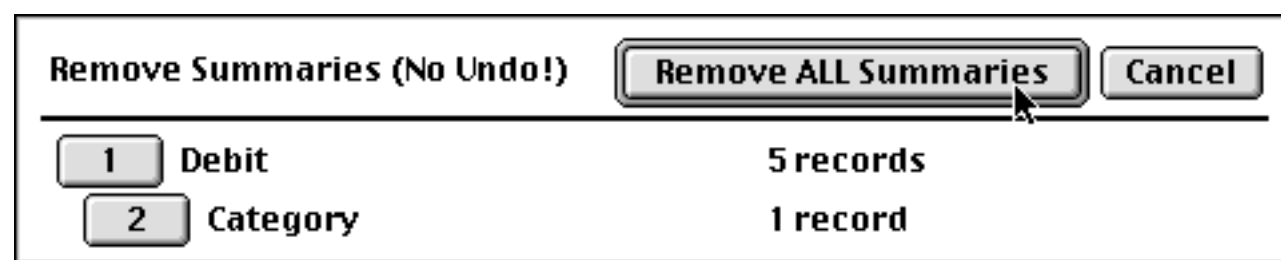 Remove Summaries (No Undo!) Remove ALL Summaries Cancel
1 Debit 5 records
2 Category 1 record